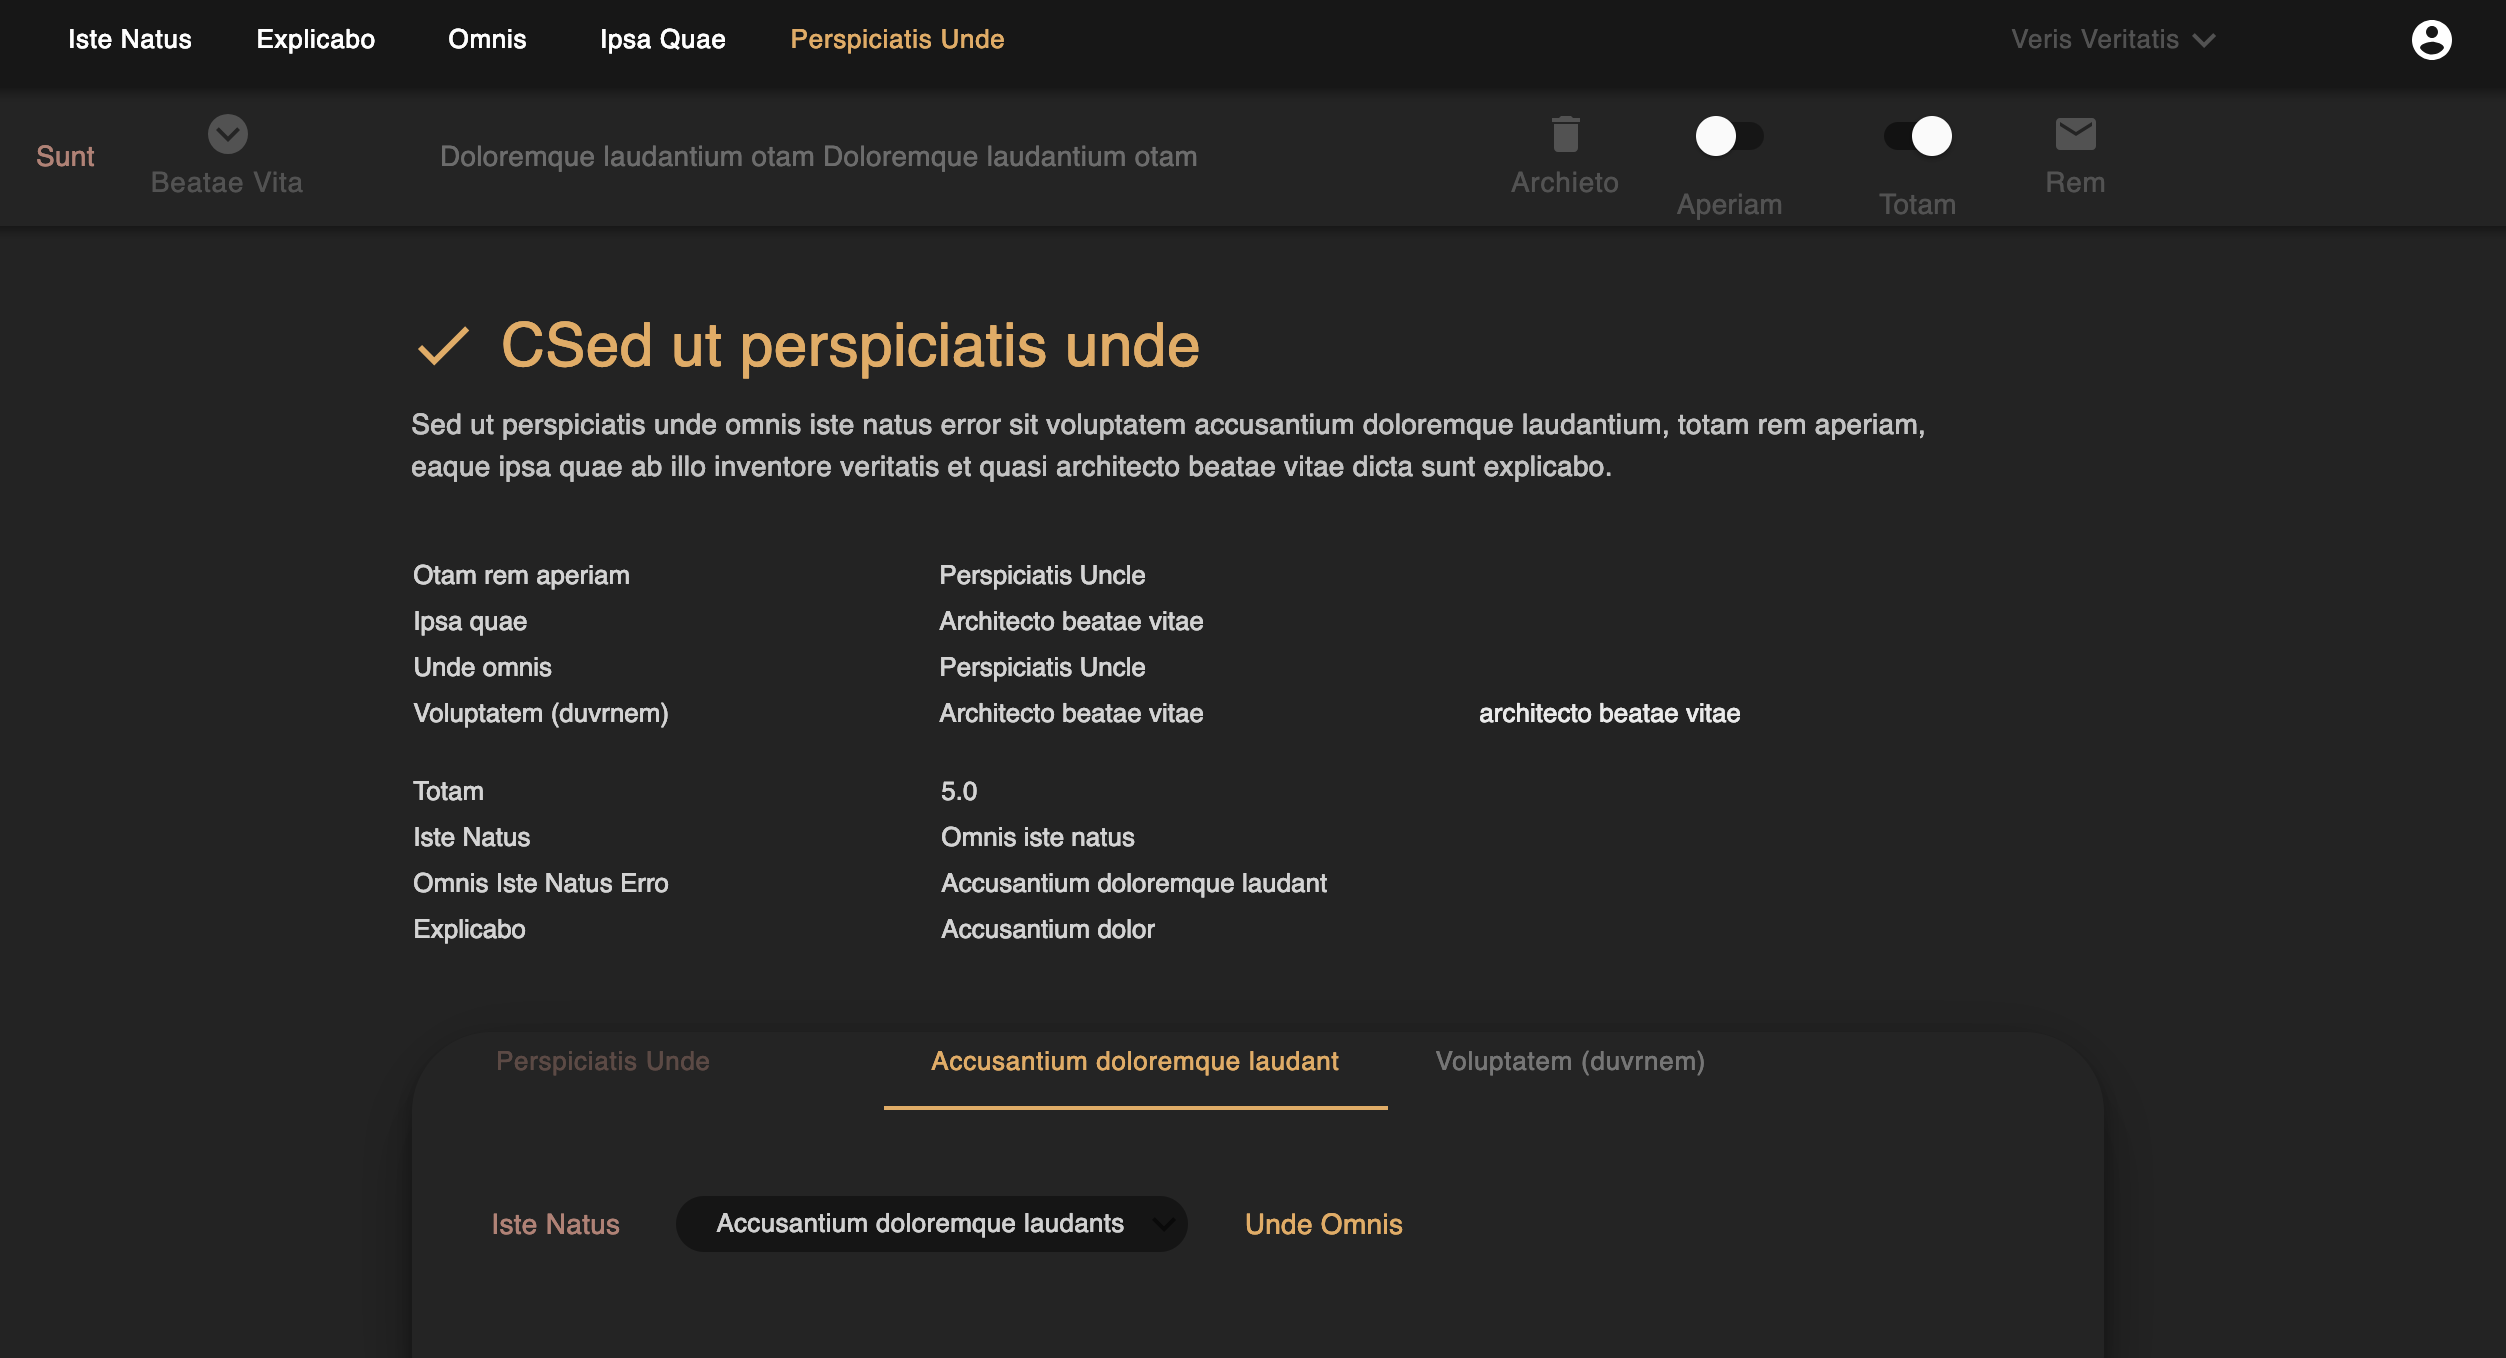 Iste Natus Explicabo Omnis Ipsa Quae Perspiciatis Unde Veris Veritatis
Sunt Beatae Vita Doloremque laudantium otam Doloremque laudantium otam Archieto Aperiam Totam Rem
CSed ut perspiciatis unde
Sed ut perspiciatis unde omnis iste natus error sit voluptatem accusantium doloremque laudantium, totam rem aperiam,
eaque ipsa quae ab illo inventore veritatis et quasi architecto beatae vitae dicta sunt explicabo.
Otam rem aperiam Perspiciatis Uncle
Ipsa quae Architecto beatae vitae
Unde omnis Perspiciatis Uncle
Voluptatem (duvrnem) Architecto beatae vitae architecto beatae vitae
Totam 5.0
Iste Natus Omnis iste natus
Omnis Iste Natus Erro Accusantium doloremque laudant
Explicabo Accusantium dolor
Perspiciatis Unde Accusantium doloremque laudant Voluptatem (duvrnem)
Iste Natus Accusantium doloremque laudants Unde Omnis